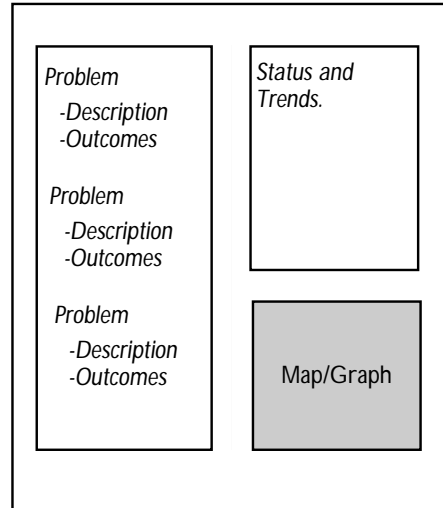 Problem
-Description
-Outcomes
Problem
-Description
-Outcomes
Problem
-Description
-Outcomes
Status and
Trends.
Map/Graph